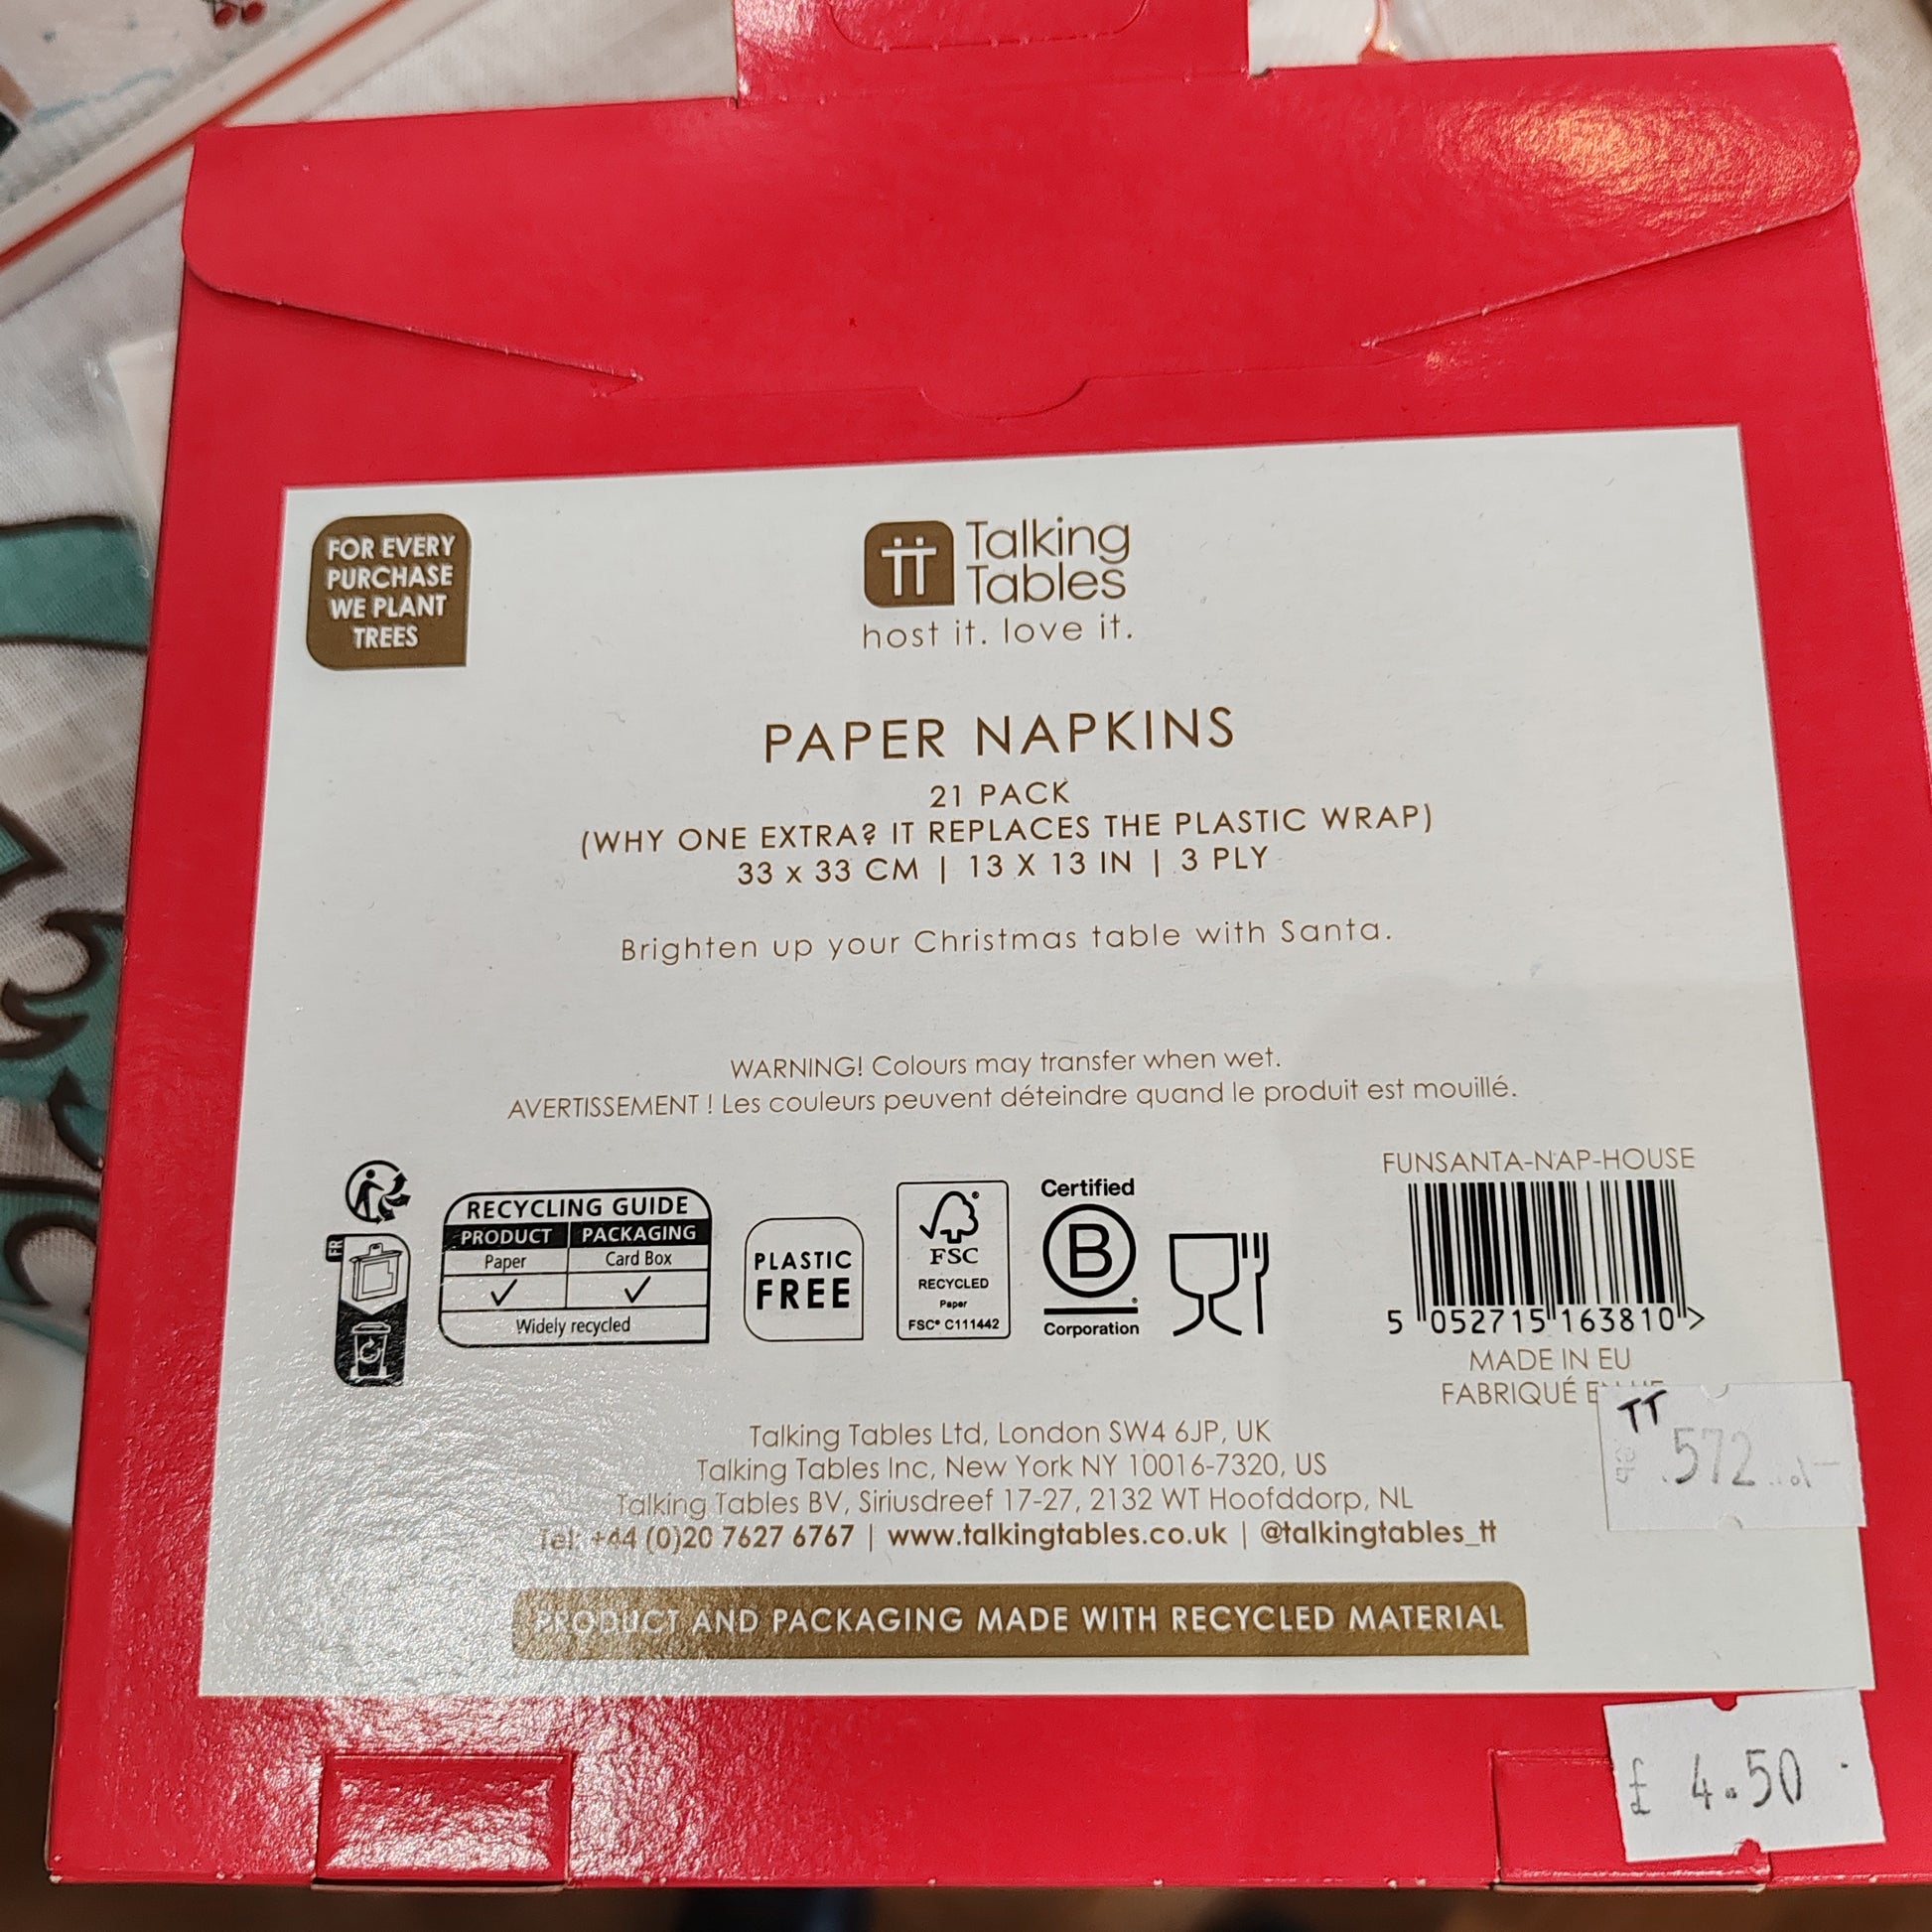 FOR EVERY
PURCHASE
WE PLANT
TREES
TT Talking
Tables
host it. love it.
PAPER NAPKINS
21 PACK
(WHY ONE EXTRA? IT REPLACES THE PLASTIC WRAP)
33 x 33 CM | 13 X 13 IN | 3 PLY
Brighten up your Christmas table with Santa.
WARNING! Colours may transfer when wet.
AVERTISSEMENT ! Les couleurs peuvent déteindre quand le produit est mouillé.
FR
RECYCLING GUIDE
PRODUCT PACKAGING
Paper Card Box
Widely recycled
PLASTIC
FREE
FSC
RECYCLED
Paper
FSC® C111442
Certified
B
Corporation
FUNSANTA-NAP-HOUSE
5 052715 163810 >
MADE IN EU
FABRIQUÉ
TT
572
Talking Tables Ltd, London SW4 6JP, UK
Talking Tables Inc, New York NY 10016-7320, US
Talking Tables BV, Siriusdreef 17-27, 2132 WT Hoofddorp, NL
Tel: +44 (0)20 7627 6767 | www.talkingtables.co.uk | @talkingtables_tt
PRODUCT AND PACKAGING MADE WITH RECYCLED MATERIAL
£ 4.50